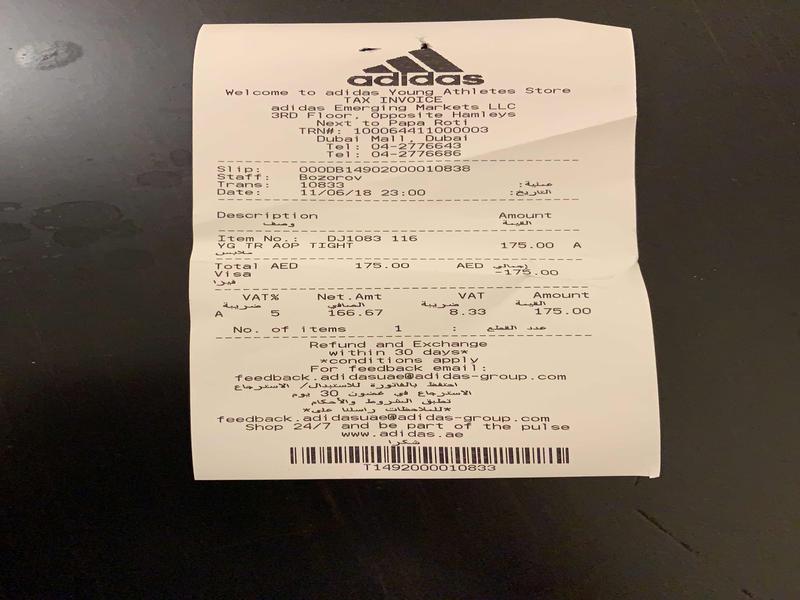 adidas
Welcome to adidas Young Athletes Store
TAX INVOICE
adidas Emerging Markets LLC
3RD Floor, Opposite Hamleys
Next to Papa Roti
TRN#: 100064411000003
Dubai Mall, Dubai
Tel: 04-2776643
Tel: 04-2776686
Slip: 000DB14902000010838
Staff: Bozorov
Trans: 10833 عملية:
Date: 11/06/18 23:00 التاريخ:
Description Amount
وصف القيمة
Item No.: DJ1083 116
YG TR AOP TIGHT 175.00 A
ملابس
Total AED 175.00 AED إجمالي
Visa -175.00
فيزا
VAT% Net.Amt VAT Amount
ضريبة الصافي ضريبة القيمة
A 5 166.67 8.33 175.00
No. of items 1 : عدد القطع
Refund and Exchange
within 30 days*
*conditions apply
For feedback email:
feedback.adidasuae@adidas-group.com
احتفظ بالفاتورة للاستبدال/ الاسترجاع
الاسترجاع في غضون 30 يوم
تطبق الشروط والأحكام
*للملاحظات راسلنا على*
feedback.adidasuae@adidas-group.com
Shop 24/7 and be part of the pulse
www.adidas.ae
شكرا
T1492000010833